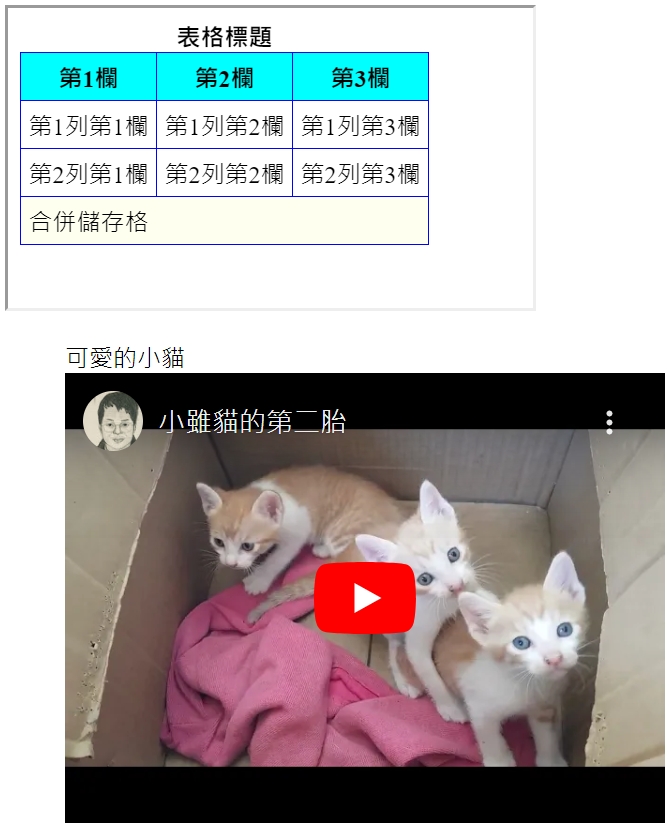 表格標題
第1欄 第2欄 第3欄
第1列第1欄 第1列第2欄 第1列第3欄
第2列第1欄 第2列第2欄 第2列第3欄
合併儲存格
可愛的小貓
小雖貓的第二胎